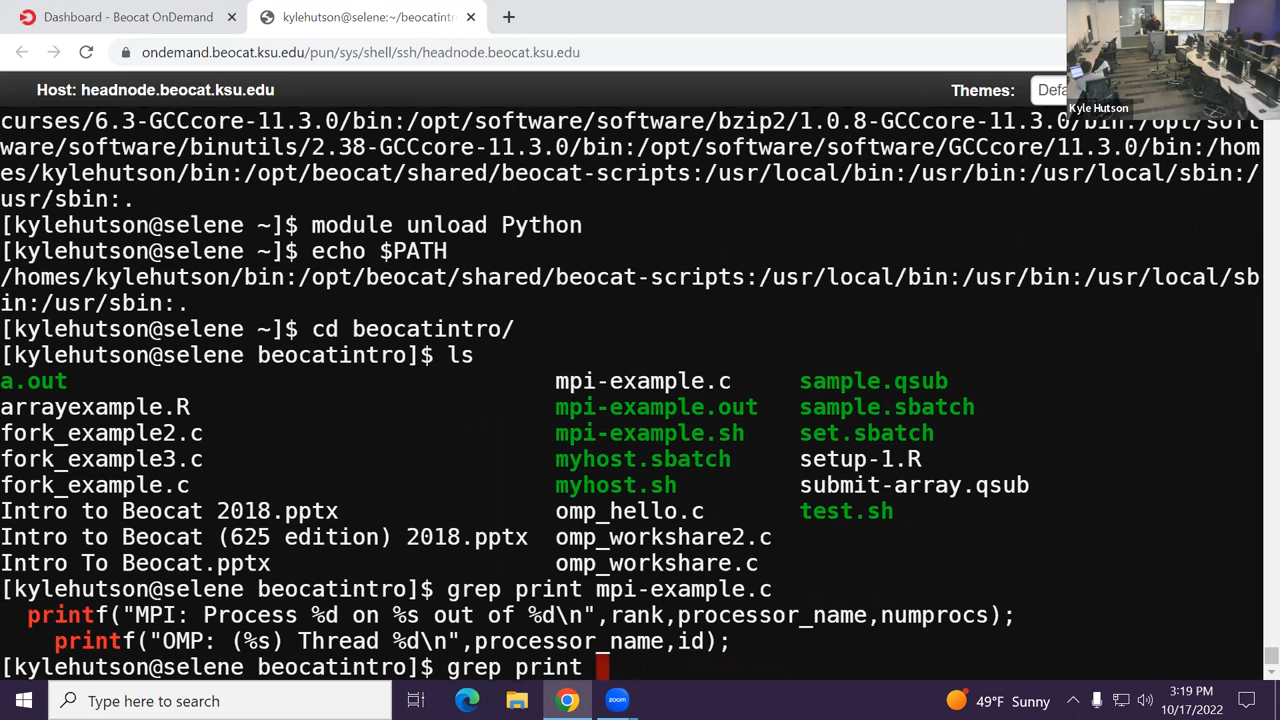 Dashboard - Beocat OnDemand
kylehutson@selene:~/beocatintr
ondemand.beocat.ksu.edu/pun/sys/shell/ssh/headnode.beocat.ksu.edu
Host: headnode.beocat.ksu.edu
Themes:
Defa
Kyle Hutson
curses/6.3-GCCcore-11.3.0/bin:/opt/software/software/bzip2/1.0.8-GCCcore-11.3.0/bin:/opt/soft
ware/software/binutils/2.38-GCCcore-11.3.0/bin:/opt/software/software/GCCcore/11.3.0/bin:/hom
es/kylehutson/bin:/opt/beocat/shared/beocat-scripts:/usr/local/bin:/usr/bin:/usr/local/sbin:/
usr/sbin:.
[kylehutson@selene ~]$ module unload Python
[kylehutson@selene ~]$ echo $PATH
/homes/kylehutson/bin:/opt/beocat/shared/beocat-scripts:/usr/local/bin:/usr/bin:/usr/local/sb
in:/usr/sbin:.
[kylehutson@selene ~]$ cd beocatintro/
[kylehutson@selene beocatintro]$ ls
a.out mpi-example.c sample.qsub
arrayexample.R mpi-example.out sample.sbatch
fork_example2.c mpi-example.sh set.sbatch
fork_example3.c myhost.sbatch setup-1.R
fork_example.c myhost.sh submit-array.qsub
Intro to Beocat 2018.pptx omp_hello.c test.sh
Intro to Beocat (625 edition) 2018.pptx omp_workshare2.c
Intro To Beocat.pptx omp_workshare.c
[kylehutson@selene beocatintro]$ grep print mpi-example.c
printf("MPI: Process %d on %s out of %d\n",rank,processor_name,numprocs);
printf("OMP: (%s) Thread %d\n",processor_name,id);
[kylehutson@selene beocatintro]$ grep print
Type here to search
zoom
49°F Sunny
3:19 PM
10/17/2022